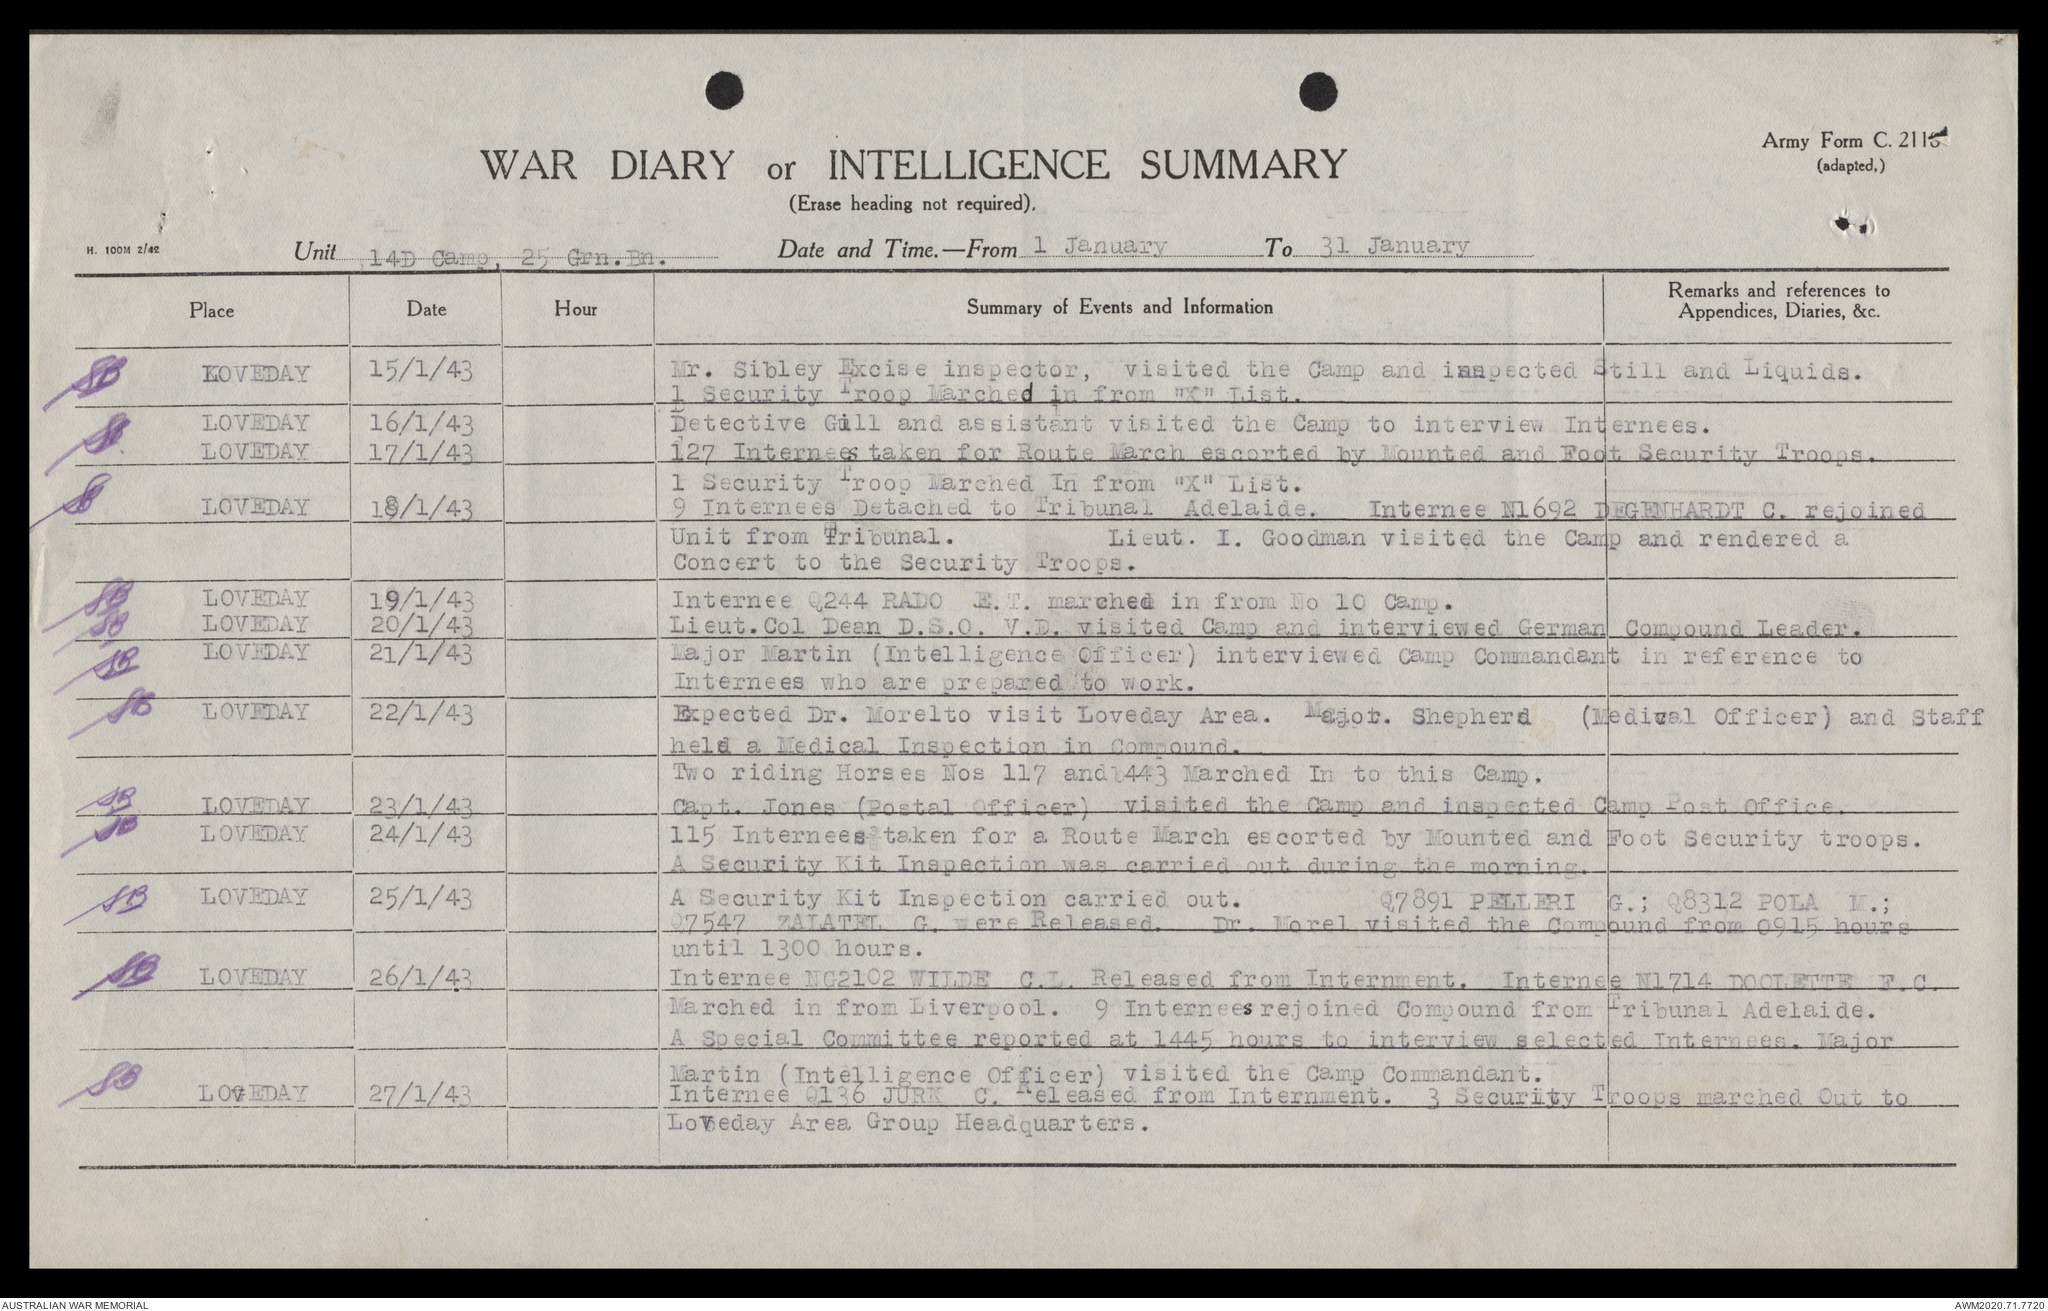 Army Form C. 2118
(adapted,)
WAR DIARY or INTELLIGENCE SUMMARY
(Erase heading not required).
H. 100M 2/42
Unit 14D Camp, 25 Grn.Bn. Date and Time.—From 1 January To 31 January
Place Date Hour Summary of Events and Information Remarks and references to
Appendices, Diaries, &c.
SB LOVEDAY 15/1/43 Mr. Sibley Excise inspector, visited the Camp and inspected Still and Liquids.
1 Security Troop Marched in from "X" List.
LOVEDAY 16/1/43 Detective Gill and assistant visited the Camp to interview Internees.
SB LOVEDAY 17/1/43 127 Internees taken for Route March escorted by Mounted and Foot Security Troops.
1 Security Troop Marched In from "X" List.
SB LOVEDAY 18/1/43 9 Internees Detached to Tribunal Adelaide. Internee N1692 DEGENHARDT C. rejoined
Unit from Tribunal. Lieut. I. Goodman visited the Camp and rendered a
Concert to the Security Troops.
SB LOVEDAY 19/1/43 Internee Q244 RADO E.T. marched in from No 10 Camp.
SB LOVEDAY 20/1/43 Lieut.Col Dean D.S.O. V.D. visited Camp and interviewed German Compound Leader.
SB LOVEDAY 21/1/43 Major Martin (Intelligence Officer) interviewed Camp Commandant in reference to
Internees who are prepared to work.
SB LOVEDAY 22/1/43 Expected Dr. Morelto visit Loveday Area. Major. Shepherd (Medical Officer) and Staff
held a Medical Inspection in Compound.
Two riding Horses Nos 117 and 443 Marched In to this Camp.
SB LOVEDAY 23/1/43 Capt. Jones (Postal Officer) visited the Camp and inspected Camp Post Office.
SB LOVEDAY 24/1/43 115 Internees taken for a Route March escorted by Mounted and Foot Security troops.
A Security Kit Inspection was carried out during the morning.
SB LOVEDAY 25/1/43 A Security Kit Inspection carried out. Q7891 PELLERI G.; Q8312 POLA M.;
Q7547 ZALATEL G. were Released. Dr. Morel visited the Compound from 0915 hours
until 1300 hours.
SB LOVEDAY 26/1/43 Internee NG2102 WILDE C.L. Released from Internment. Internee N1714 DOOLETTE F.C.
Marched in from Liverpool. 9 Internees rejoined Compound from Tribunal Adelaide.
A Special Committee reported at 1445 hours to interview selected Internees. Major
Martin (Intelligence Officer) visited the Camp Commandant.
SB LOVEDAY 27/1/43 Internee Q136 JURK C. Released from Internment. 3 Security Troops marched Out to
Loveday Area Group Headquarters.
AUSTRALIAN WAR MEMORIAL AWM2020.71.7720